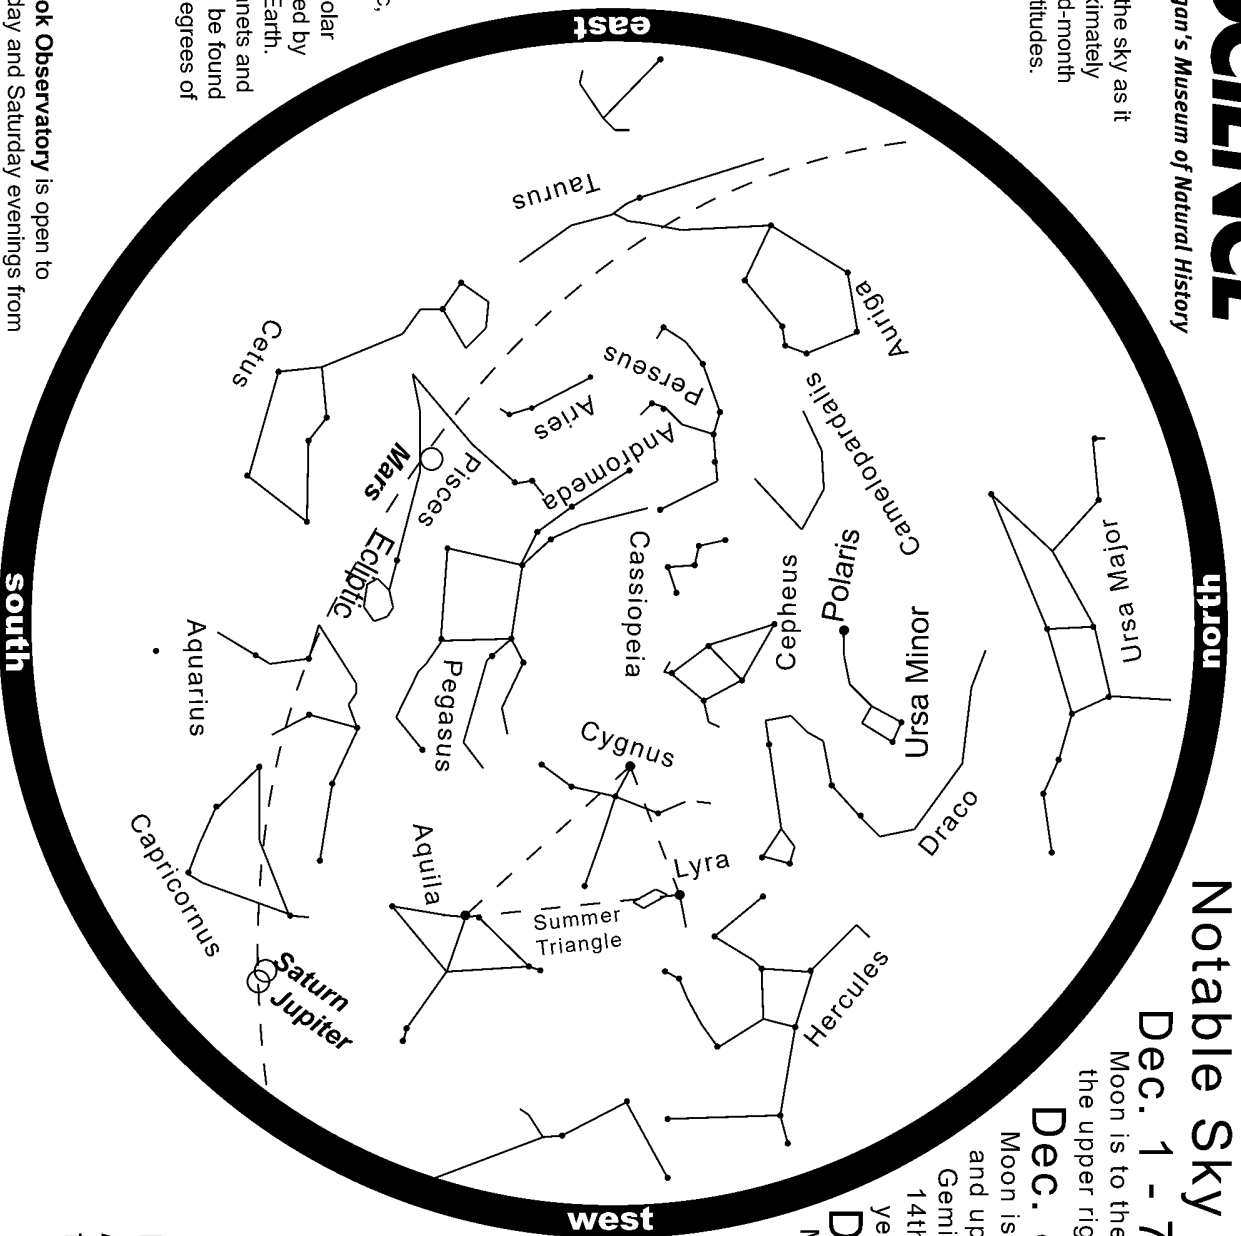 SCIENCE
gan's Museum of Natural History
the sky as it
ximately
d-month
titudes.
olar
ed by
Earth.
nets and
be found
egrees of
ok Observatory is open to
day and Saturday evenings from
east
north
south
west
Taurus
Auriga
Cetus
Perseus
Aries
Andromeda
Camelopardalis
Mars
Pisces
Ecliptic
Cassiopeia
Cepheus
Polaris
Ursa Minor
Ursa Major
Aquarius
Pegasus
Cygnus
Draco
Capricornus
Aquila
Lyra
Summer
Triangle
Hercules
Saturn
Jupiter
Notable Sky
Dec. 1 - 7
Moon is to the
the upper rig
Dec.
Moon is
and up
Gemi
14th
ye
D